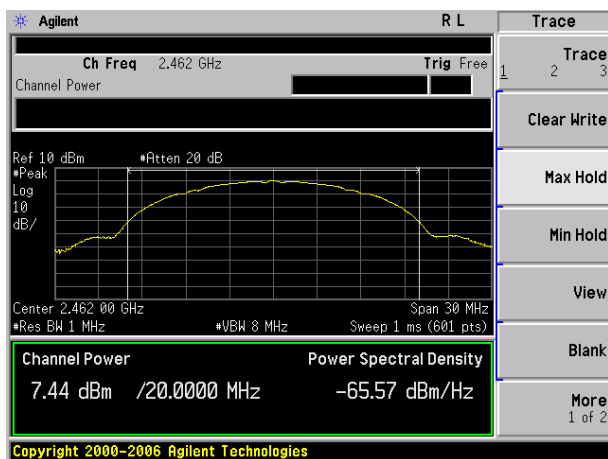 Agilent R L Trace
Ch Freq 2.462 GHz Trig Free
Channel Power
Trace
1 2 3
Clear Write
Max Hold
Min Hold
View
Blank
More
1 of 2
Ref 10 dBm #Atten 20 dB
#Peak
Log
10
dB/
Center 2.462 00 GHz Span 30 MHz
#Res BW 1 MHz #VBW 8 MHz Sweep 1 ms (601 pts)
Channel Power Power Spectral Density
7.44 dBm /20.0000 MHz -65.57 dBm/Hz
Copyright 2000-2006 Agilent Technologies